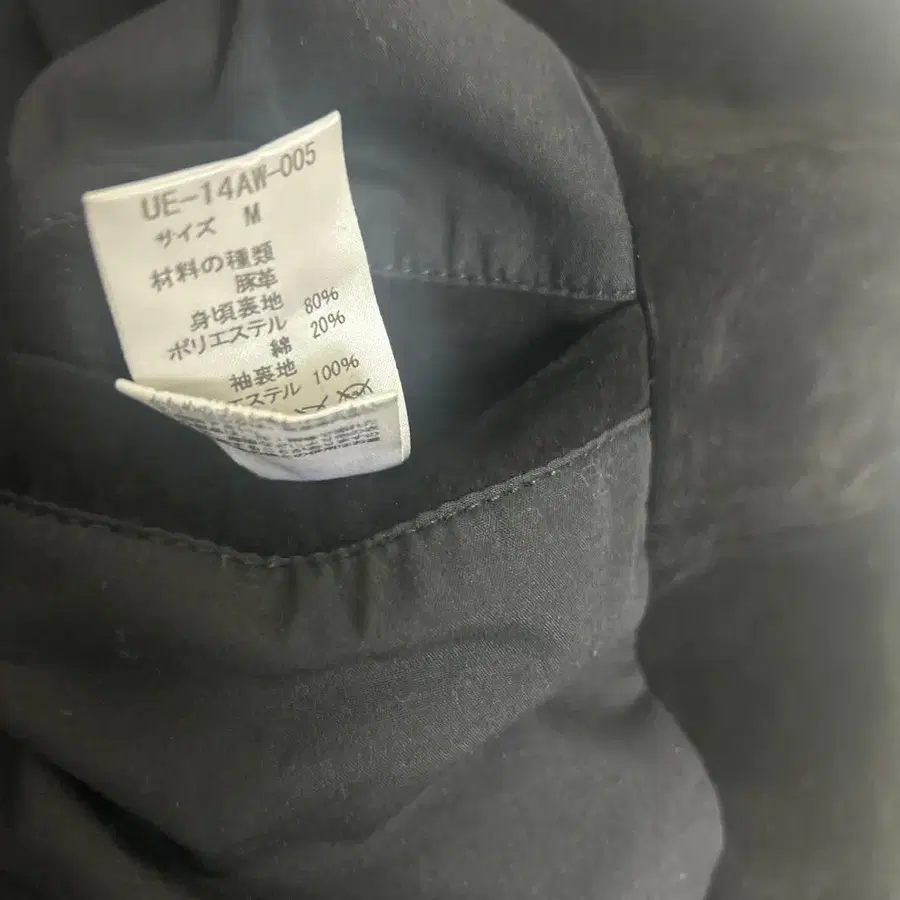 UE-14AW-005
サイズ M
材料の種類
豚革
身頃裏地
ポリエステル 80%
綿 20%
袖裏地
エステル 100%